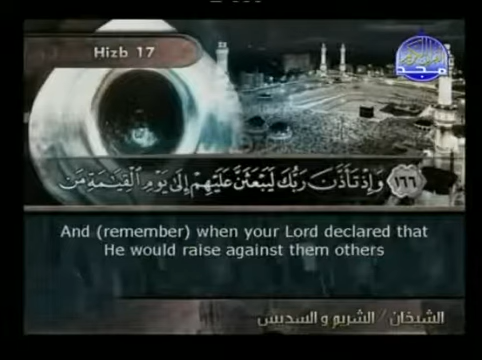 Hizb 17
١٦٦ وَإِذْ تَأَذَّنَ رَبُّكَ لَيَبْعَثَنَّ عَلَيْهِمْ إِلَىٰ يَوْمِ الْقِيَامَةِ مَن
And (remember) when your Lord declared that
He would raise against them others
الشيخان / الشريم و السديس